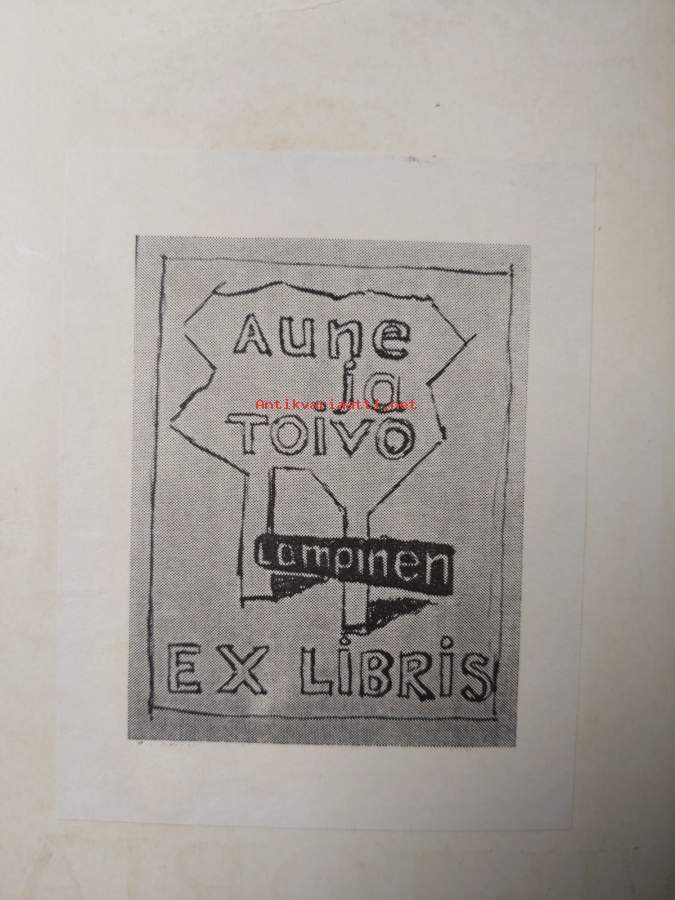 Aune
ja
Antikvariaatti.net
TOIVO
Lampinen
EX LIBRIS